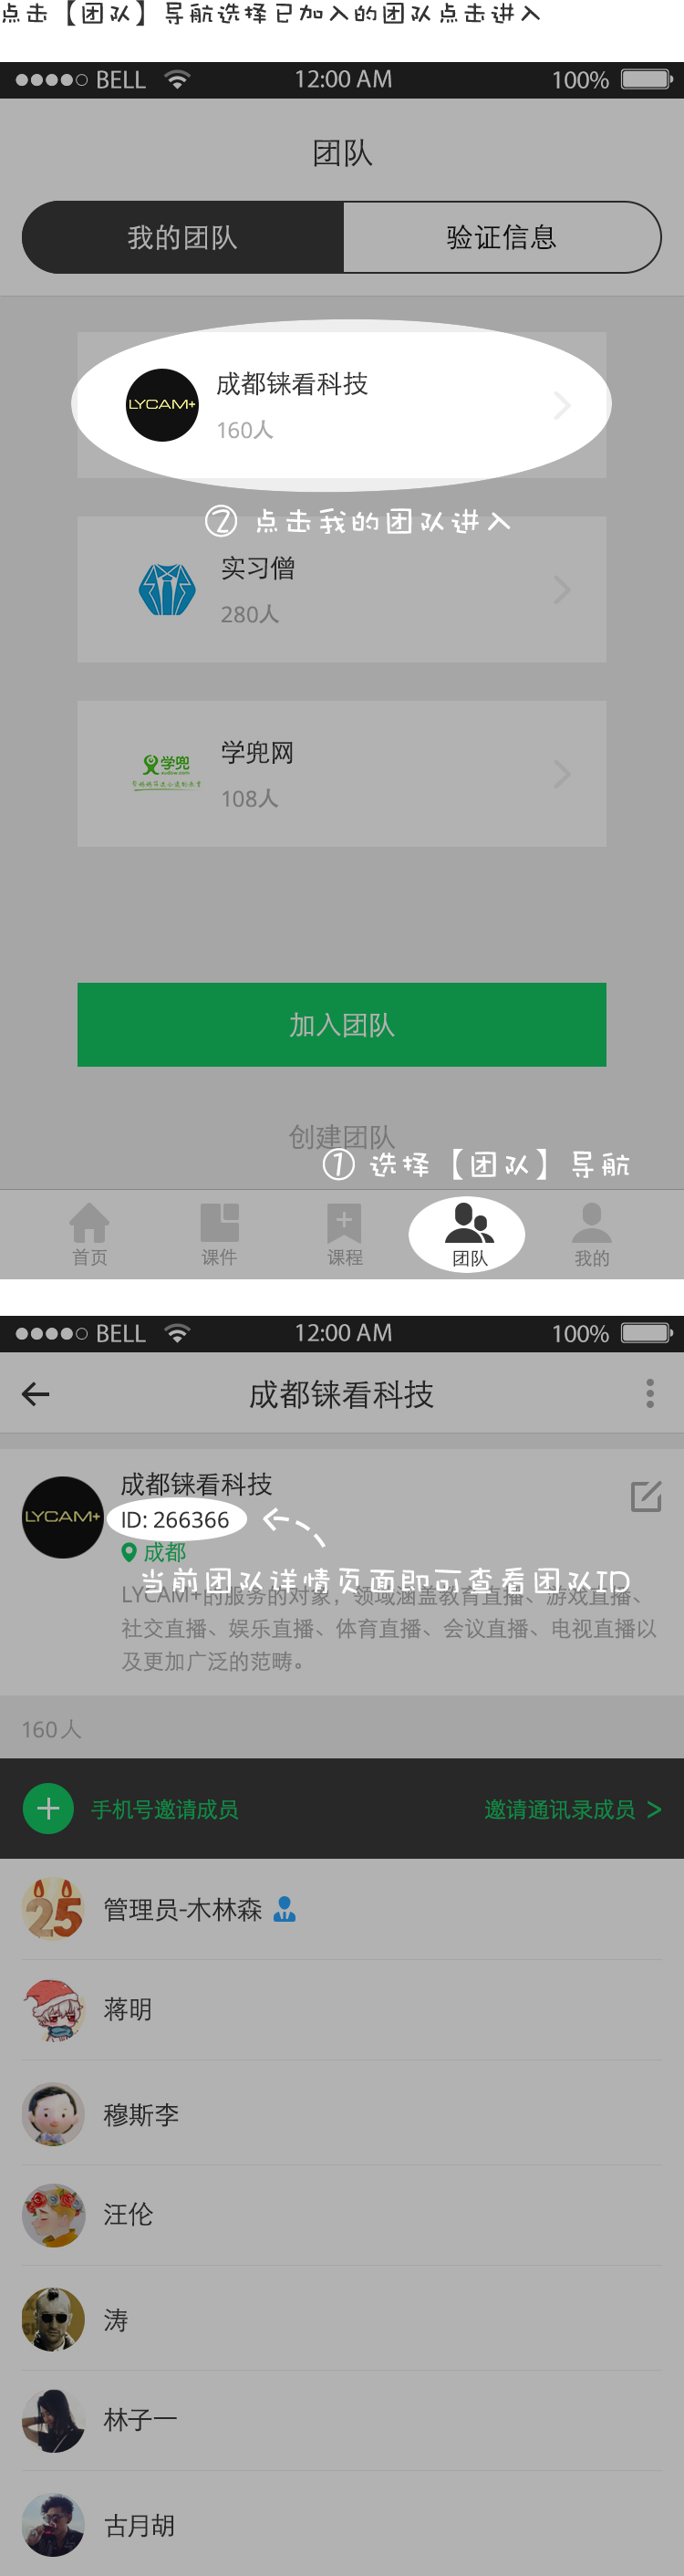 点击【团队】导航选择已加入的团队点击进入
BELL 12:00 AM 100%
团队
我的团队 验证信息
LYCAM+
成都铼看科技
160人
② 点击我的团队进入
实习僧
280人
学兜
学兜网
108人
加入团队
创建团队
① 选择【团队】导航
首页 课件 课程 团队 我的
BELL 12:00 AM 100%
成都铼看科技
LYCAM+
成都铼看科技
ID: 266366
成都
当前团队详情页面即可查看团队ID
LYCAM+的服务的对象，领域涵盖教育直播、游戏直播、
社交直播、娱乐直播、体育直播、会议直播、电视直播以
及更加广泛的范畴。
160人
手机号邀请成员 邀请通讯录成员 >
管理员-木林森
蒋明
穆斯李
汪伦
涛
林子一
古月胡